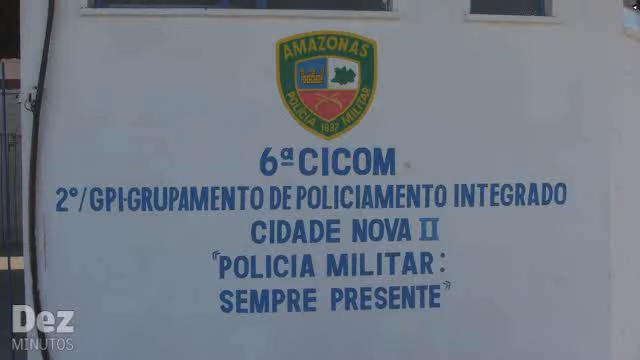 AMAZONAS
POLICIA MILITAR
1837
6ª CICOM
2°/GPI-GRUPAMENTO DE POLICIAMENTO INTEGRADO
CIDADE NOVA II
"POLICIA MILITAR:
SEMPRE PRESENTE"
Dez
MINUTOS